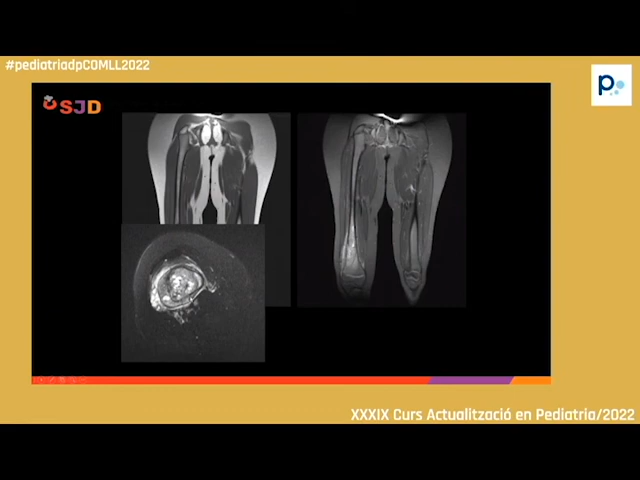 #pediatriadpCOMLL2022
p
SJD
XXXIX Curs Actualització en Pediatria/2022